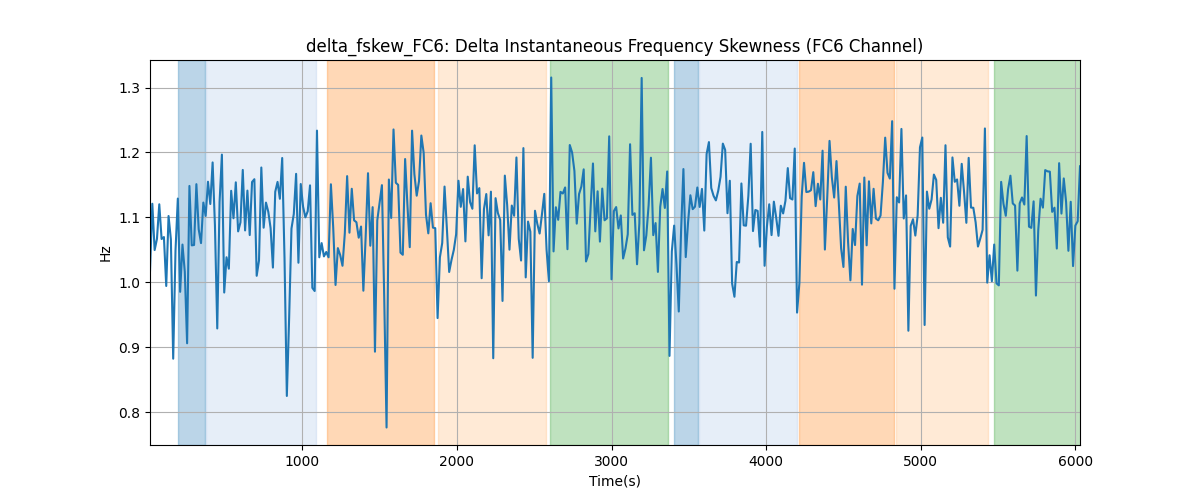 delta_fskew_FC6: Delta Instantaneous Frequency Skewness (FC6 Channel)
1.3
1.2
1.1
1.0
0.9
0.8
Hz
1000 2000 3000 4000 5000 6000
Time(s)